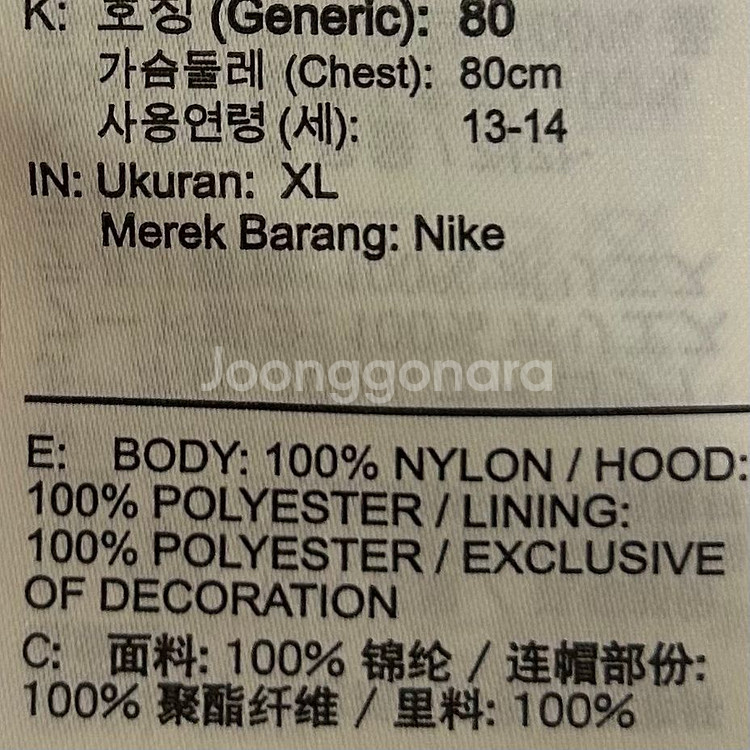 K: 호칭 (Generic): 80
가슴둘레 (Chest): 80cm
사용연령 (세): 13-14
IN: Ukuran: XL
Merek Barang: Nike
Joonggonara
E: BODY: 100% NYLON / HOOD:
100% POLYESTER / LINING:
100% POLYESTER / EXCLUSIVE
OF DECORATION
C: 面料: 100% 锦纶 / 连帽部份:
100% 聚酯纤维 / 里料: 100%